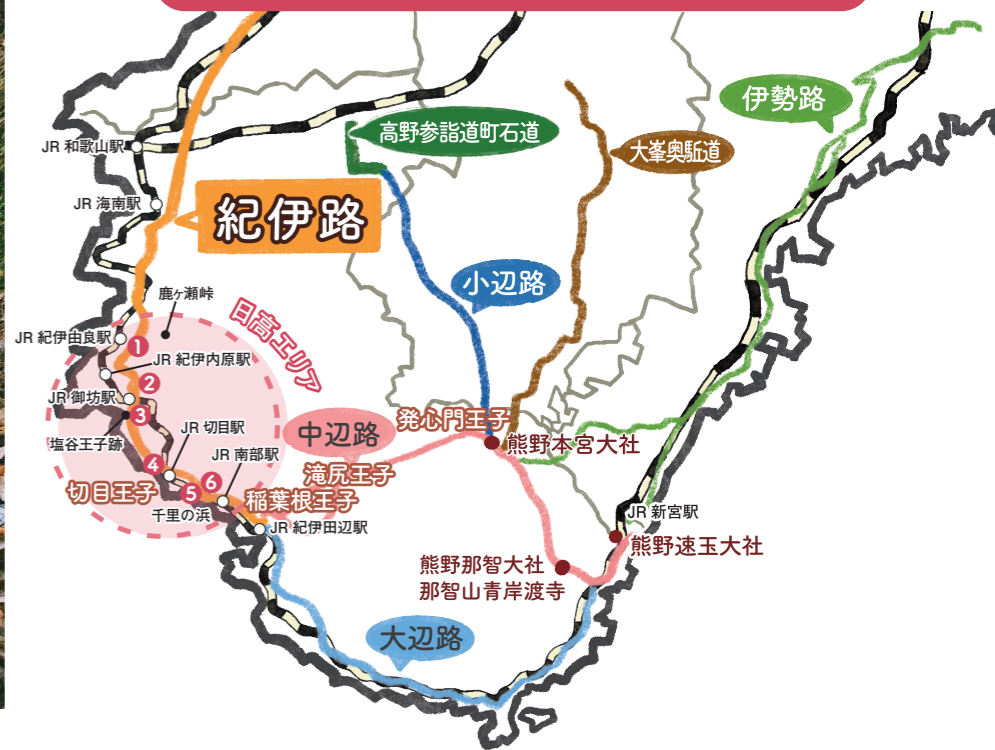 伊勢路
高野参詣道町石道
大峯奥駈道
JR 和歌山駅
JR 海南駅
紀伊路
小辺路
鹿ヶ瀬峠
日高エリア
JR 紀伊由良駅
1
JR 紀伊内原駅
2
JR 御坊駅
3
塩谷王子跡
JR 切目駅
中辺路
発心門王子
熊野本宮大社
JR 南部駅
滝尻王子
4
切目王子
5
6
稲葉根王子
千里の浜
JR 紀伊田辺駅
JR 新宮駅
熊野速玉大社
熊野那智大社
那智山青岸渡寺
大辺路